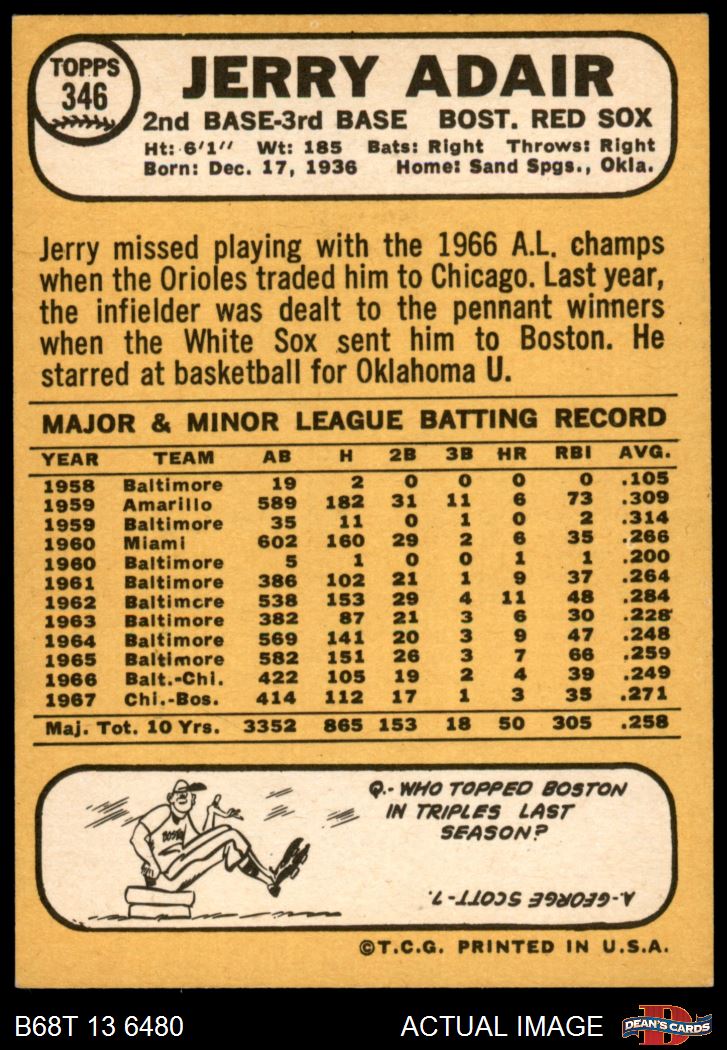 TOPPS
346
JERRY ADAIR
2nd BASE-3rd BASE BOST. RED SOX
Ht: 6'1" Wt: 185 Bats: Right Throws: Right
Born: Dec. 17, 1936 Home: Sand Spgs., Okla.
Jerry missed playing with the 1966 A.L. champs
when the Orioles traded him to Chicago. Last year,
the infielder was dealt to the pennant winners
when the White Sox sent him to Boston. He
starred at basketball for Oklahoma U.
MAJOR & MINOR LEAGUE BATTING RECORD
YEAR TEAM AB H 2B 3B HR RBI AVG.
1958 Baltimore 19 2 0 0 0 0 .105
1959 Amarillo 589 182 31 11 6 73 .309
1959 Baltimore 35 11 0 1 0 2 .314
1960 Miami 602 160 29 2 6 35 .266
1960 Baltimore 5 1 0 0 1 1 .200
1961 Baltimore 386 102 21 1 9 37 .264
1962 Baltimore 538 153 29 4 11 48 .284
1963 Baltimore 382 87 21 3 6 30 .228
1964 Baltimore 569 141 20 3 9 47 .248
1965 Baltimore 582 151 26 3 7 66 .259
1966 Balt.-Chi. 422 105 19 2 4 39 .249
1967 Chi.-Bos. 414 112 17 1 3 35 .271
Maj. Tot. 10 Yrs. 3352 865 153 18 50 305 .258
BOSTON
Q.- WHO TOPPED BOSTON
IN TRIPLES LAST
SEASON?
A.-GEORGE SCOTT-7.
©T.C.G. PRINTED IN U.S.A.
B68T 13 6480 ACTUAL IMAGE
D
DEAN'S CARDS